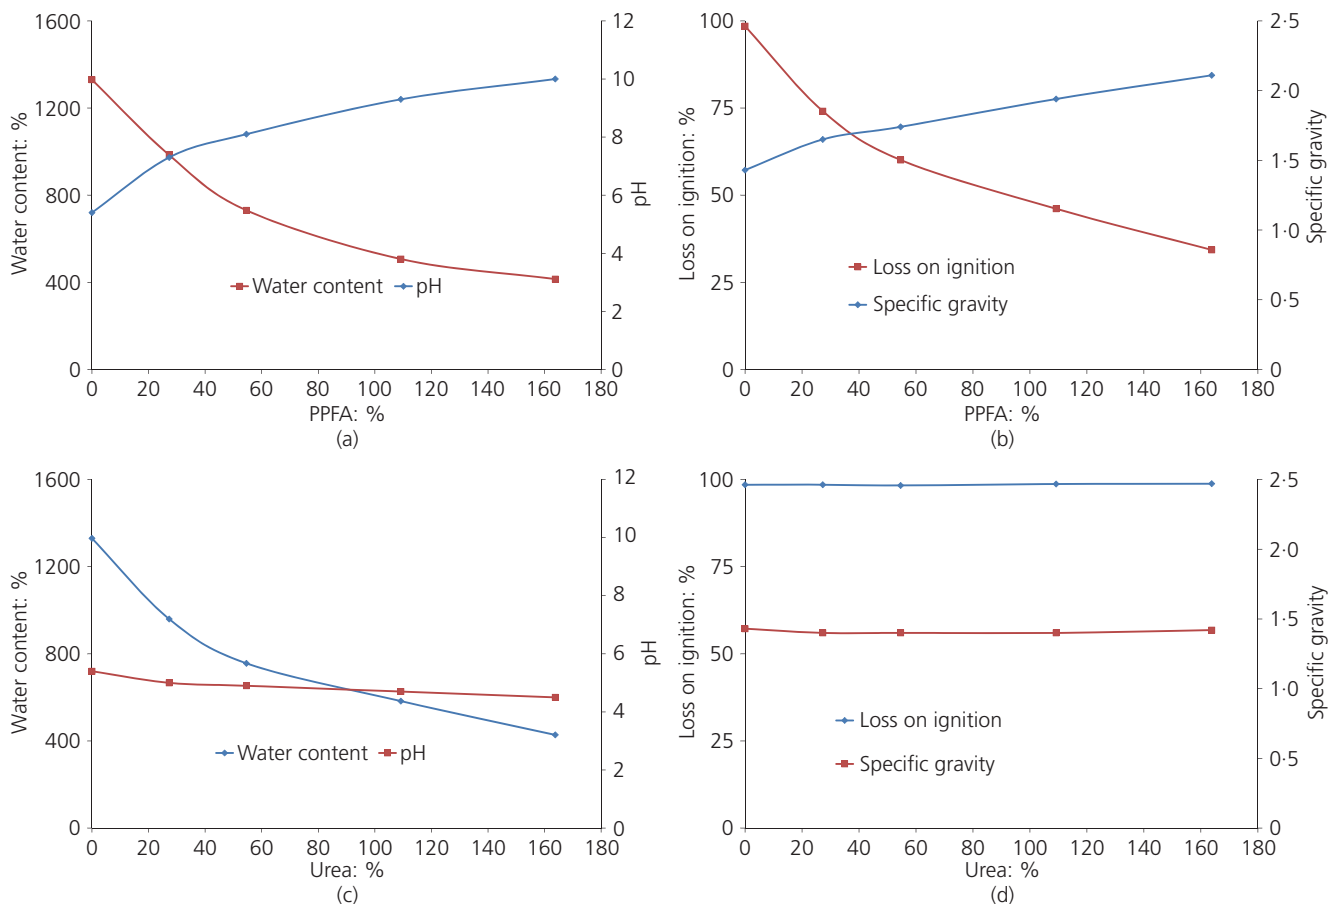 1600
1200
800
400
0
Water content: %
12
10
8
6
4
2
0
pH
Water content
pH
0 20 40 60 80 100 120 140 160 180
PPFA: %
(a)
100
75
50
25
0
Loss on ignition: %
2·5
2·0
1·5
1·0
0·5
0
Specific gravity
Loss on ignition
Specific gravity
0 20 40 60 80 100 120 140 160 180
PPFA: %
(b)
1600
1200
800
400
0
Water content: %
12
10
8
6
4
2
0
pH
Water content
pH
0 20 40 60 80 100 120 140 160 180
Urea: %
(c)
100
75
50
25
0
Loss on ignition: %
2·5
2·0
1·5
1·0
0·5
0
Specific gravity
Loss on ignition
Specific gravity
0 20 40 60 80 100 120 140 160 180
Urea: %
(d)